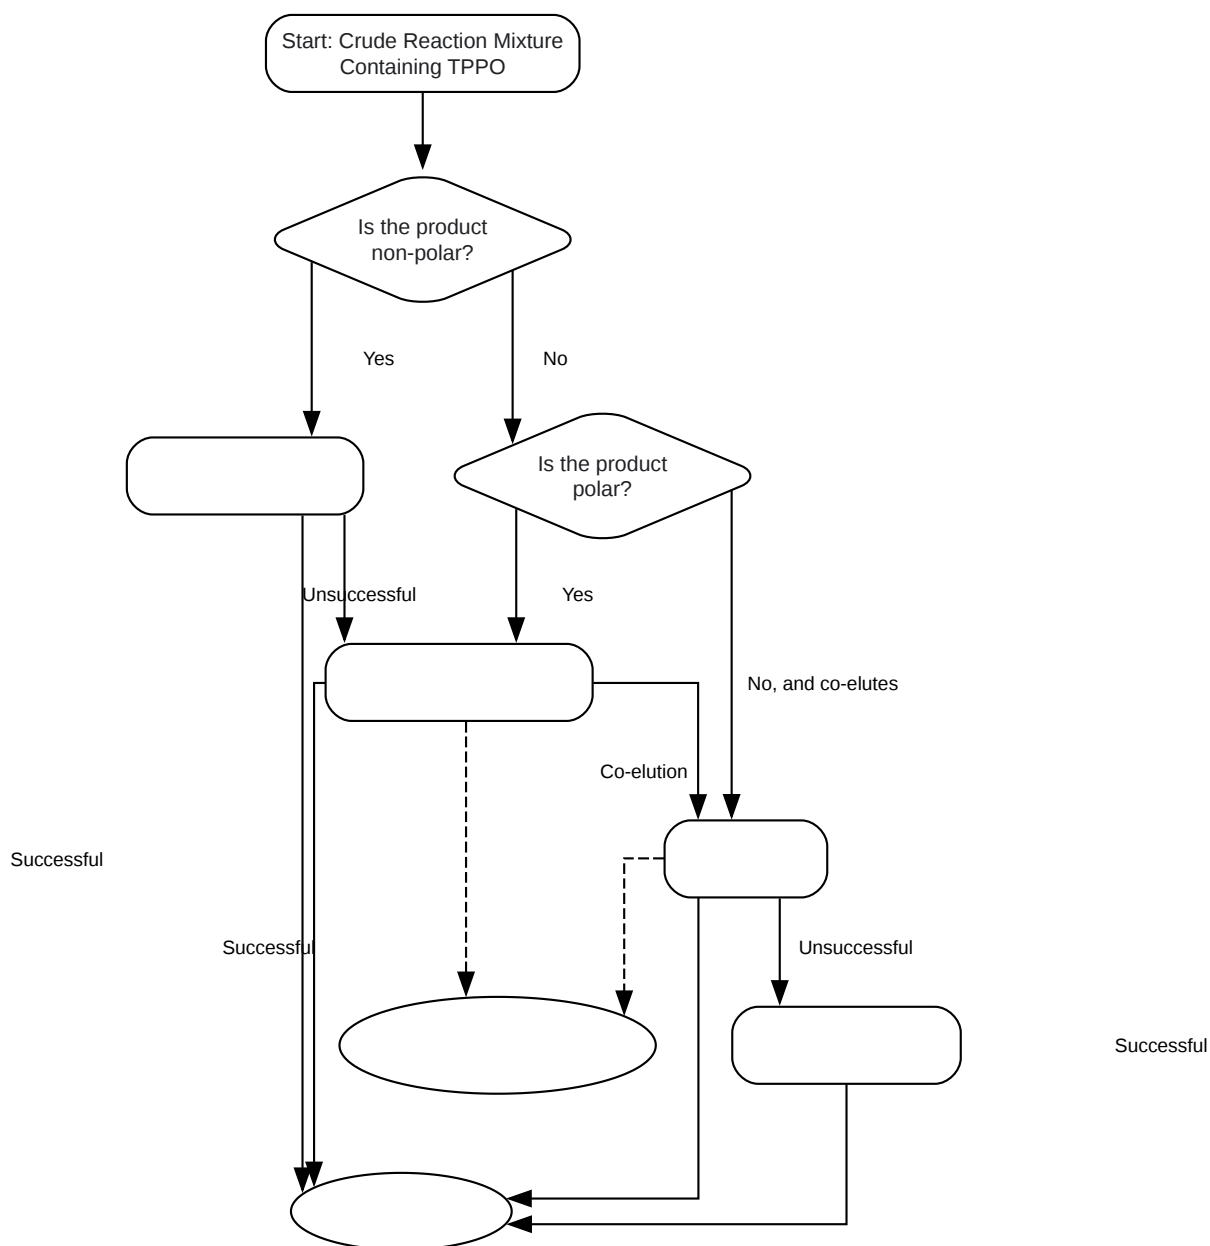 Start: Crude Reaction Mixture
Containing TPPO
Is the product
non-polar?
Yes
No
Is the product
polar?
Unsuccessful
Yes
No, and co-elutes
Co-elution
Successful
Successful
Unsuccessful
Successful